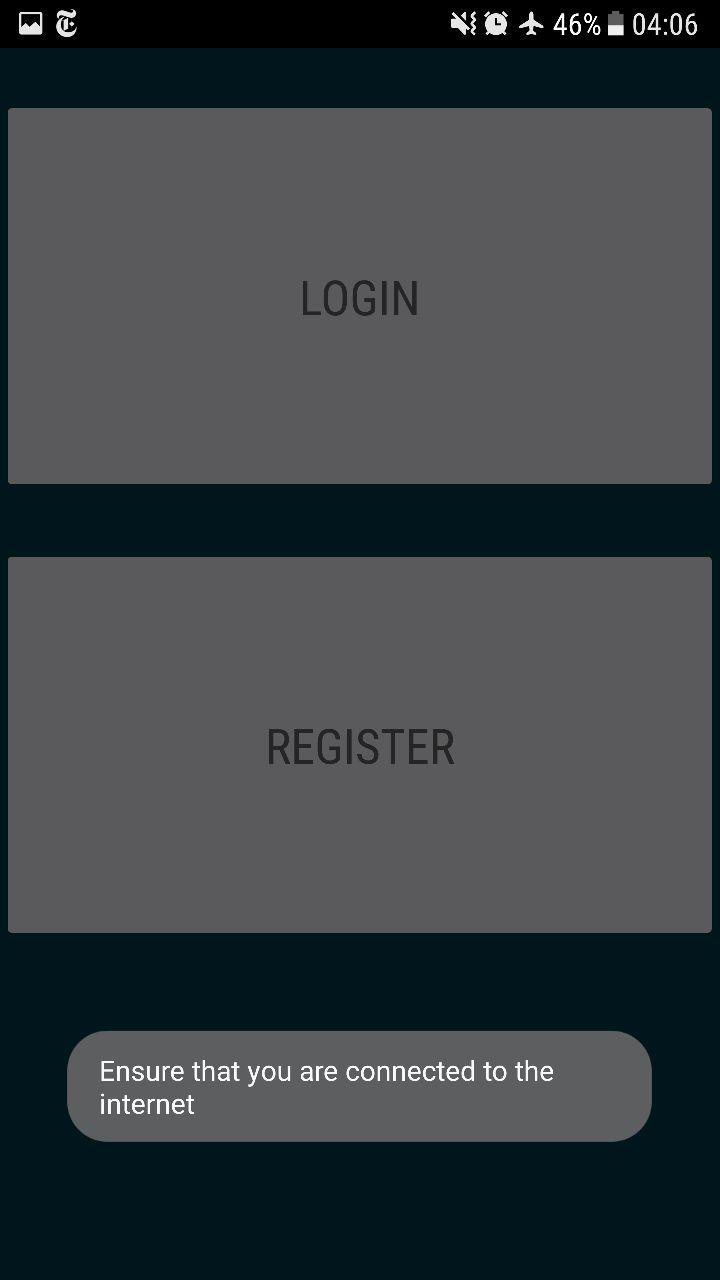 46% 04:06
LOGIN
REGISTER
Ensure that you are connected to the
internet